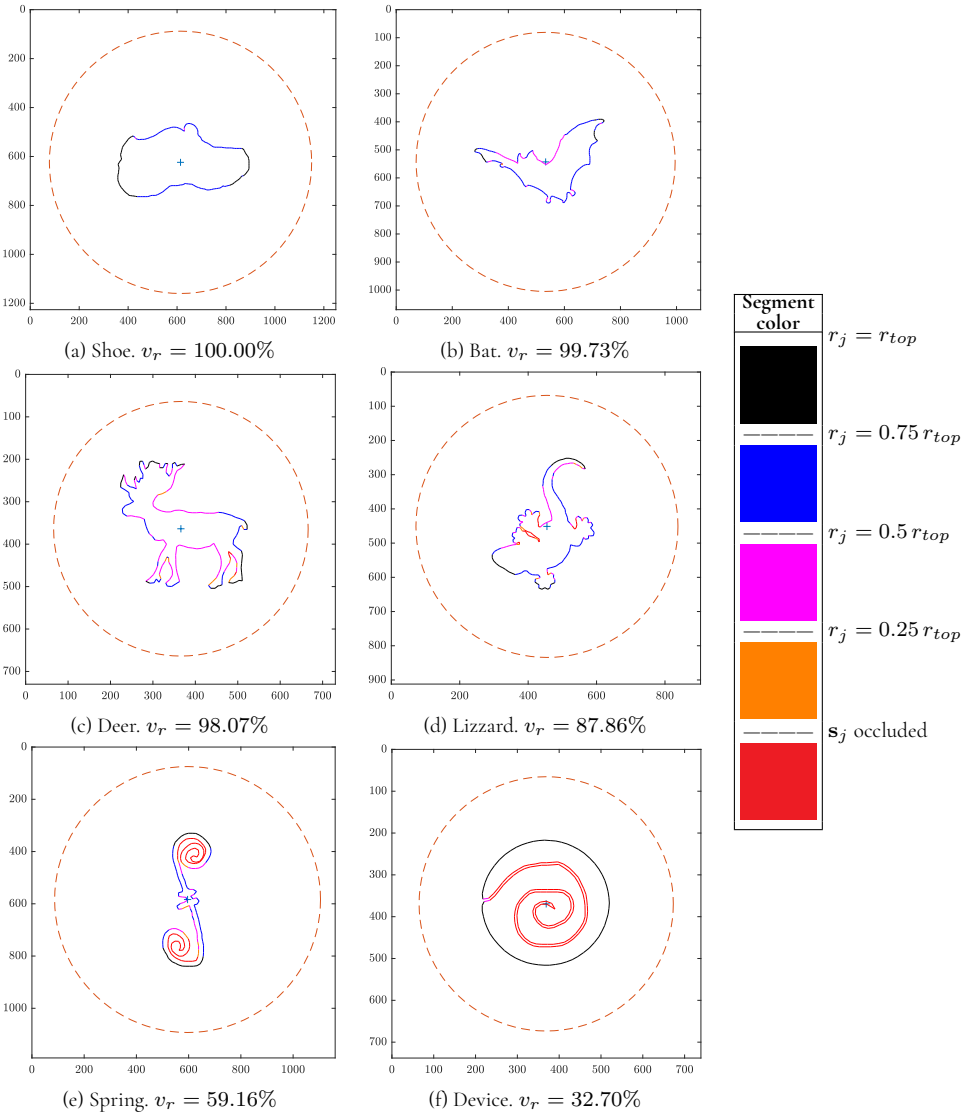 0
200
400
600
800
1000
1200
0 200 400 600 800 1000 1200
(a) Shoe. v_r = 100.00%
0
100
200
300
400
500
600
700
800
900
1000
0 200 400 600 800 1000
(b) Bat. v_r = 99.73%
0
100
200
300
400
500
600
700
0 100 200 300 400 500 600 700
(c) Deer. v_r = 98.07%
0
100
200
300
400
500
600
700
800
900
0 200 400 600 800
(d) Lizzard. v_r = 87.86%
0
200
400
600
800
1000
0 200 400 600 800 1000
(e) Spring. v_r = 59.16%
0
100
200
300
400
500
600
700
0 100 200 300 400 500 600 700
(f) Device. v_r = 32.70%
Segment
color
r_j = r_top
r_j = 0.75 r_top
r_j = 0.5 r_top
r_j = 0.25 r_top
s_j occluded